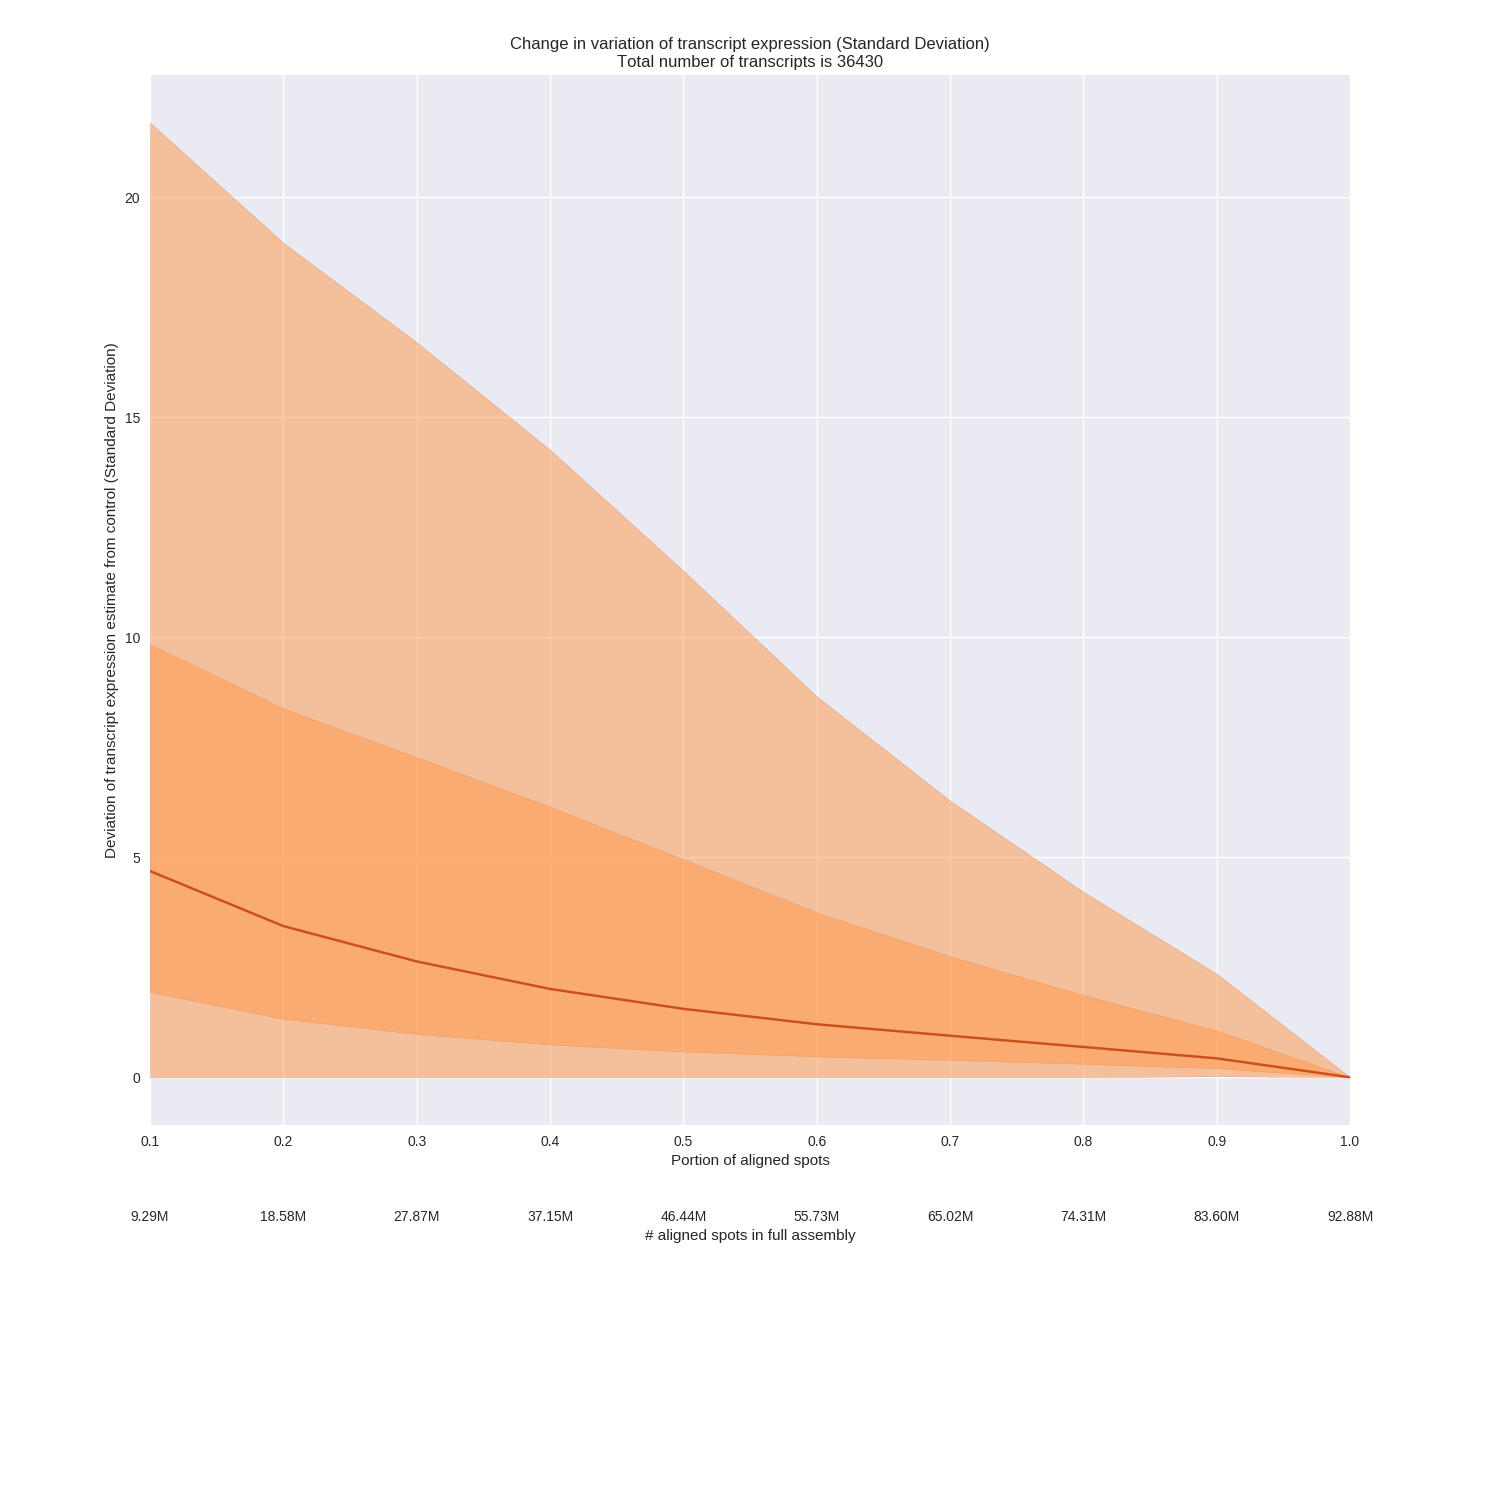 Change in variation of transcript expression (Standard Deviation)
Total number of transcripts is 36430
Deviation of transcript expression estimate from control (Standard Deviation)
20
15
10
5
0
0.1 0.2 0.3 0.4 0.5 0.6 0.7 0.8 0.9 1.0
Portion of aligned spots
9.29M 18.58M 27.87M 37.15M 46.44M 55.73M 65.02M 74.31M 83.60M 92.88M
# aligned spots in full assembly